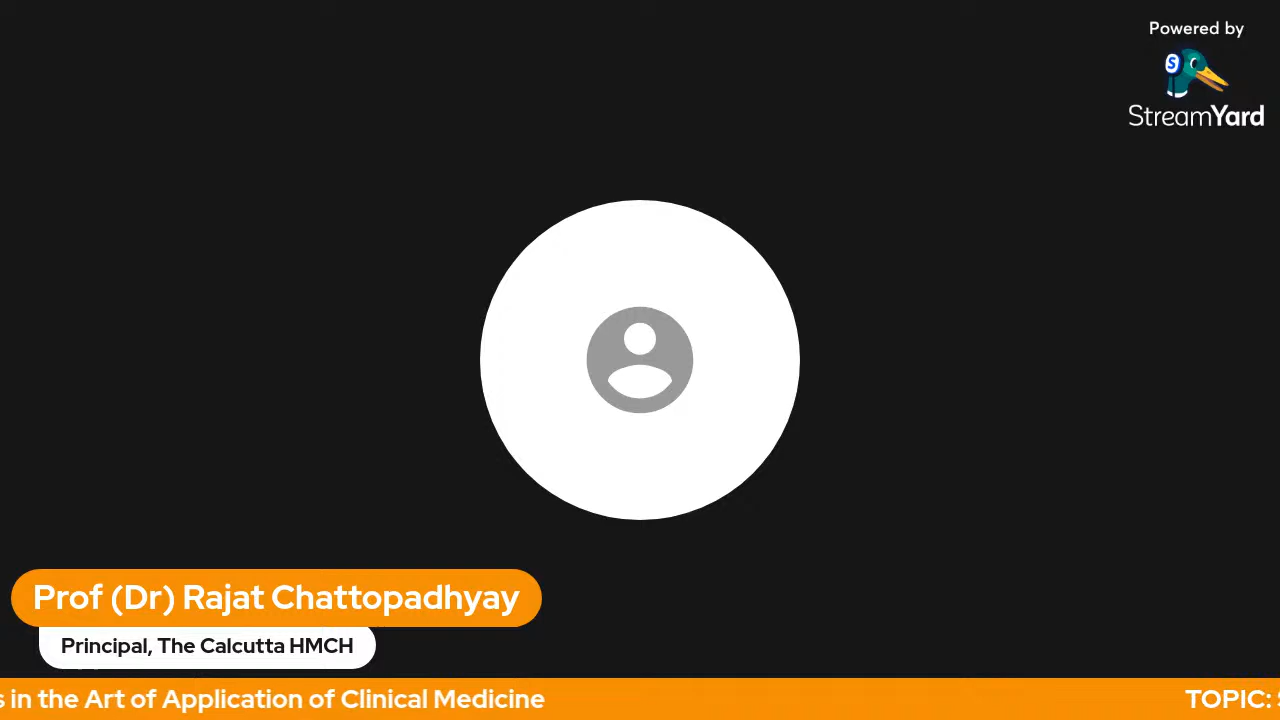 Powered by
S
StreamYard
Prof (Dr) Rajat Chattopadhyay
Principal, The Calcutta HMCH
in the Art of Application of Clinical Medicine
TOPIC: